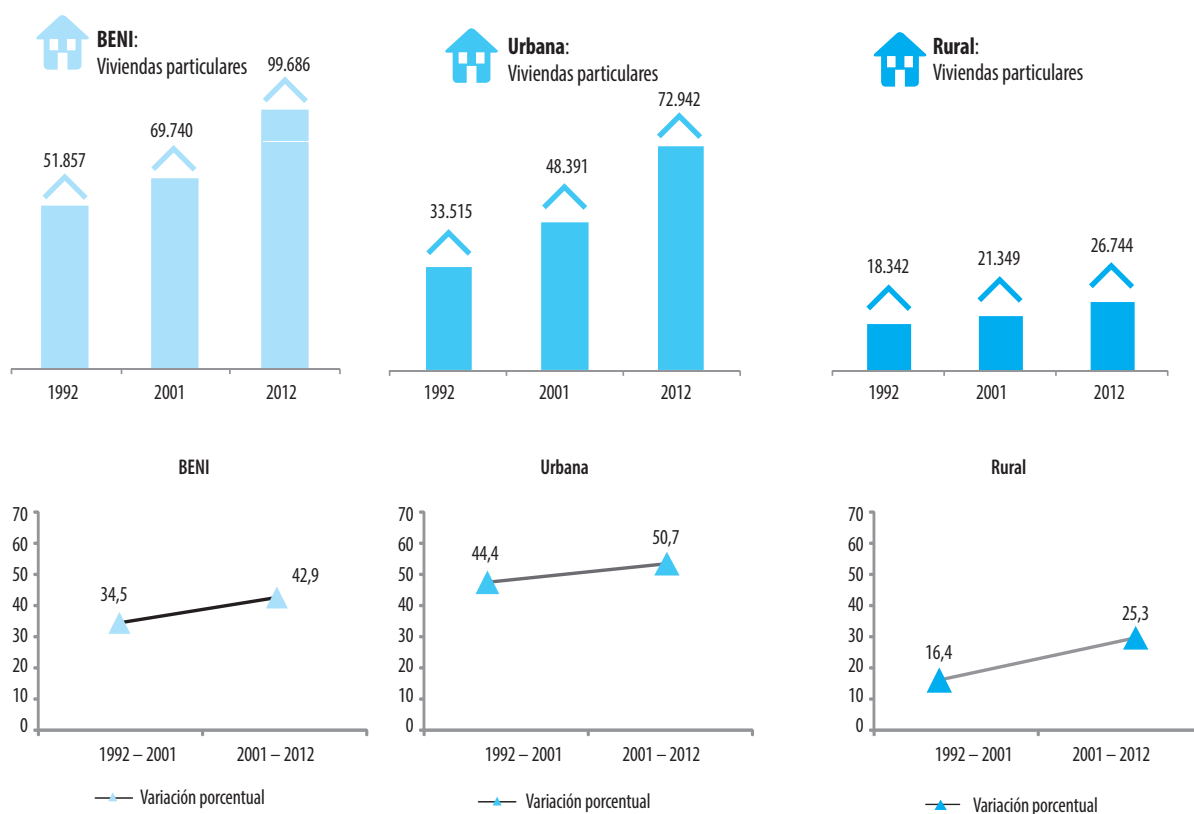 BENI:
Viviendas particulares
51.857
69.740
99.686
1992
2001
2012
Urbana:
Viviendas particulares
33.515
48.391
72.942
1992
2001
2012
Rural:
Viviendas particulares
18.342
21.349
26.744
1992
2001
2012
BENI
70
60
50
40
30
20
10
0
34,5
42,9
1992 – 2001
2001 – 2012
Variación porcentual
Urbana
70
60
50
40
30
20
10
0
44,4
50,7
1992 – 2001
2001 – 2012
Variación porcentual
Rural
70
60
50
40
30
20
10
0
16,4
25,3
1992 – 2001
2001 – 2012
Variación porcentual